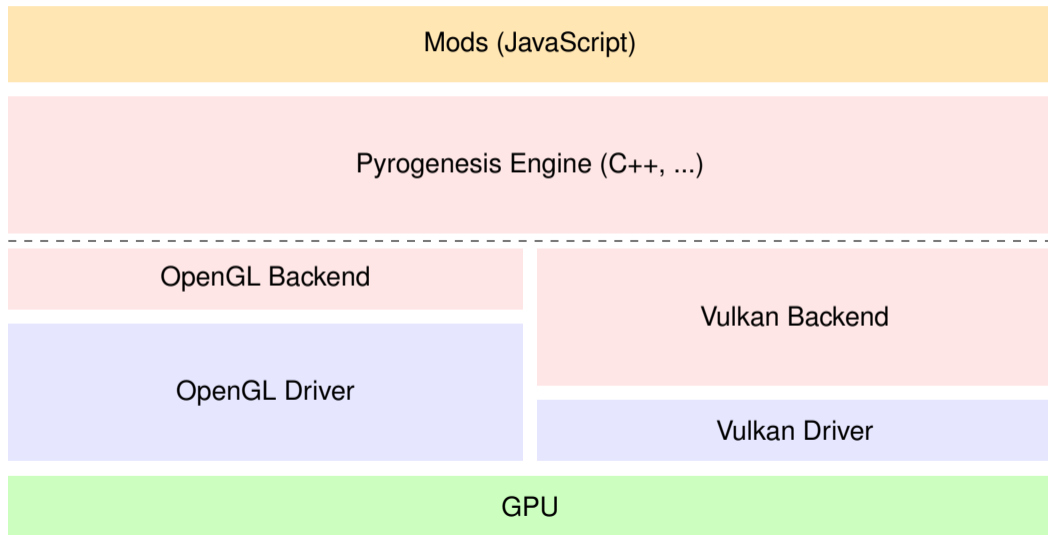 Mods (JavaScript)
Pyrogenesis Engine (C++, ...)
OpenGL Backend
Vulkan Backend
OpenGL Driver
Vulkan Driver
GPU